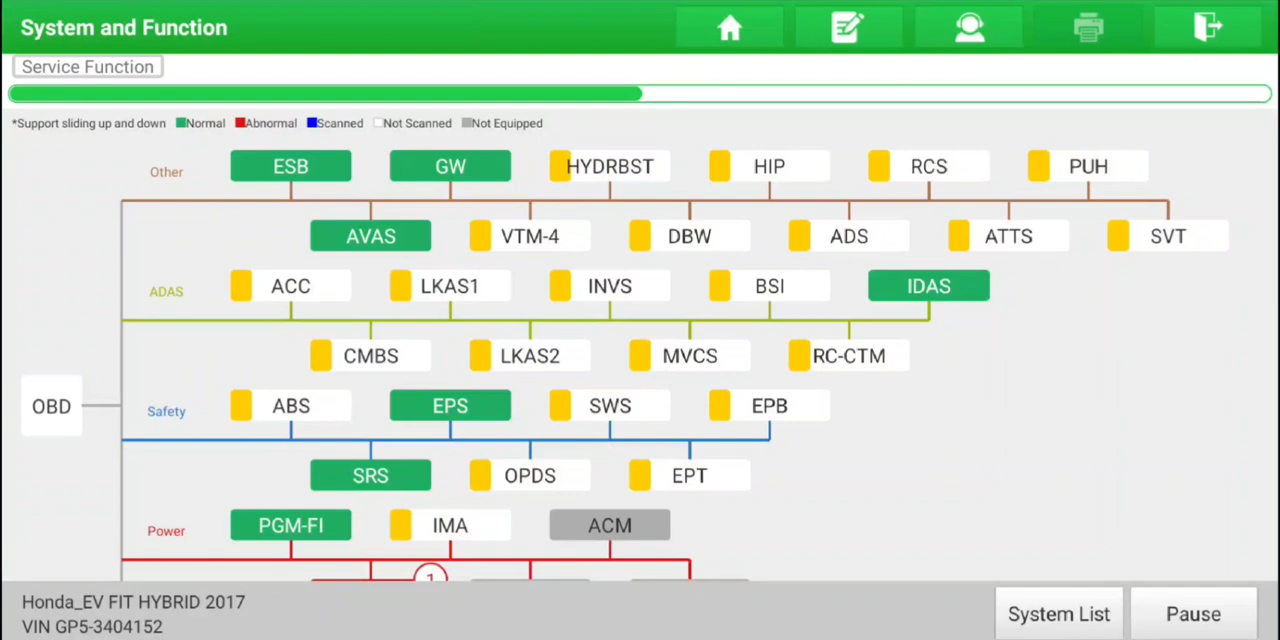 System and Function
Service Function
*Support sliding up and down Normal Abnormal Scanned Not Scanned Not Equipped
Other ESB GW HYDRBST HIP RCS PUH
AVAS VTM-4 DBW ADS ATTS SVT
ADAS ACC LKAS1 INVS BSI IDAS
CMBS LKAS2 MVCS RC-CTM
OBD
Safety ABS EPS SWS EPB
SRS OPDS EPT
Power PGM-FI IMA ACM
1
Honda_EV FIT HYBRID 2017
VIN GP5-3404152
System List Pause